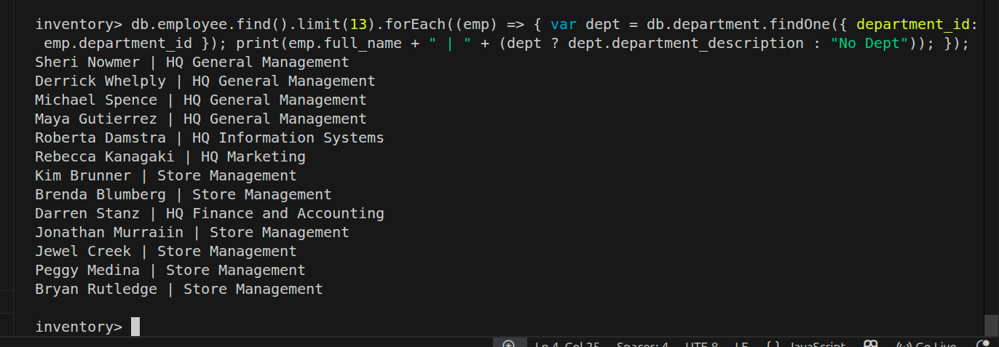 inventory> db.employee.find().limit(13).forEach((emp) => { var dept = db.department.findOne({ department_id:
emp.department_id }); print(emp.full_name + " | " + (dept ? dept.department_description : "No Dept")); });
Sheri Nowmer | HQ General Management
Derrick Whelply | HQ General Management
Michael Spence | HQ General Management
Maya Gutierrez | HQ General Management
Roberta Damstra | HQ Information Systems
Rebecca Kanagaki | HQ Marketing
Kim Brunner | Store Management
Brenda Blumberg | Store Management
Darren Stanz | HQ Finance and Accounting
Jonathan Murraiin | Store Management
Jewel Creek | Store Management
Peggy Medina | Store Management
Bryan Rutledge | Store Management
inventory>
Ln 4, Col 25 Spaces: 4 UTF-8 LF { } JavaScript Go Live